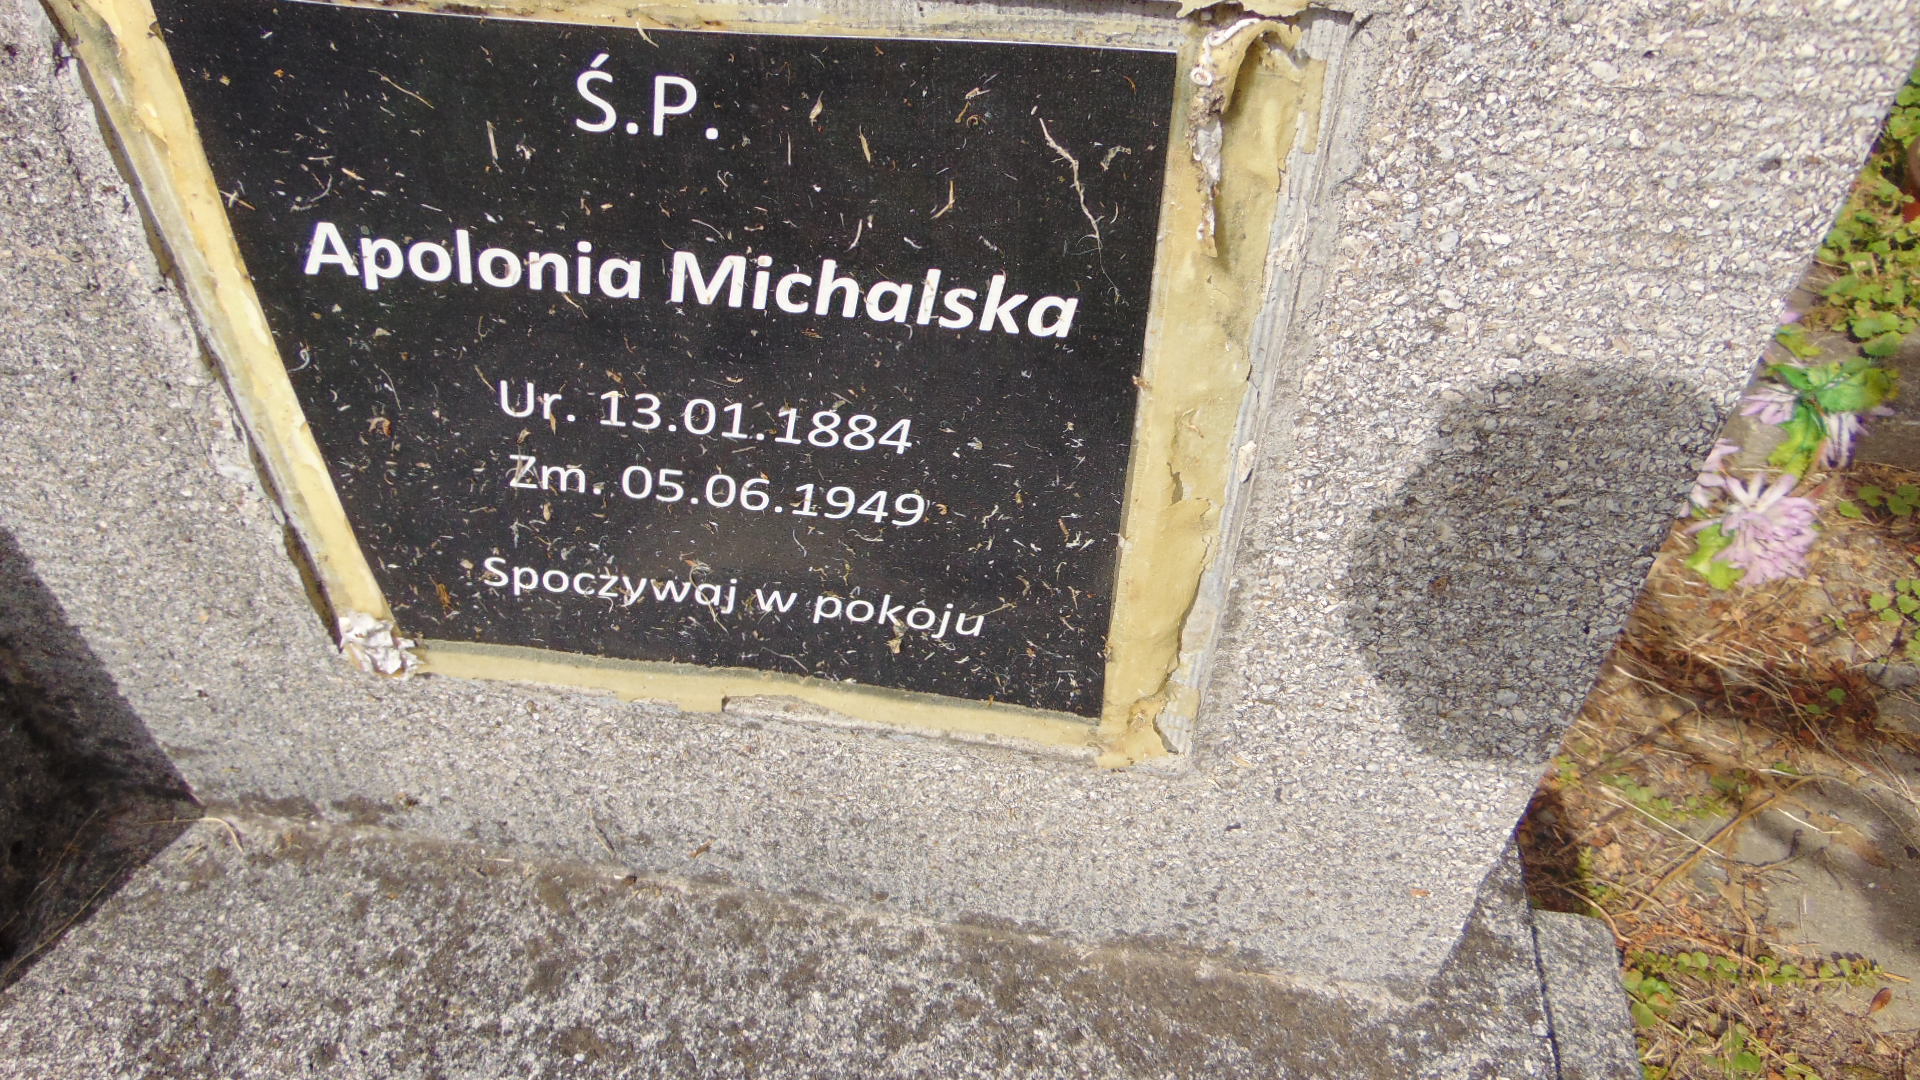 Ś.P.
Apolonia Michalska
Ur. 13.01.1884
Zm. 05.06.1949
Spoczywaj w pokoju